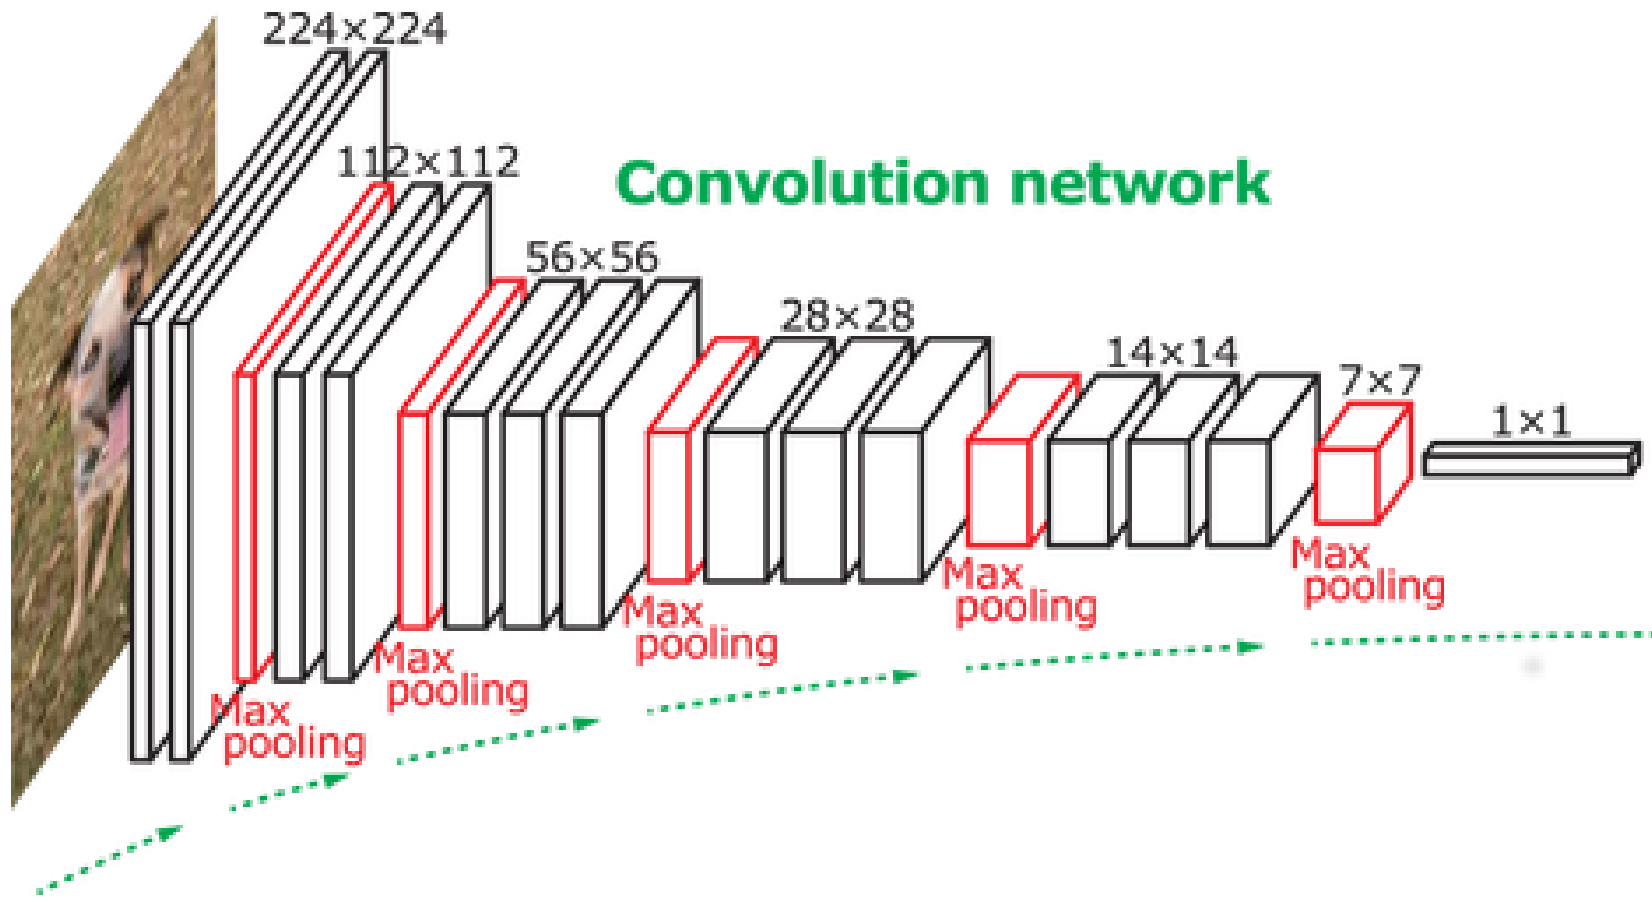 224×224
112×112
Convolution network
56×56
28×28
14×14
7×7
1×1
Max
pooling
Max
pooling
Max
pooling
Max
pooling
Max
pooling